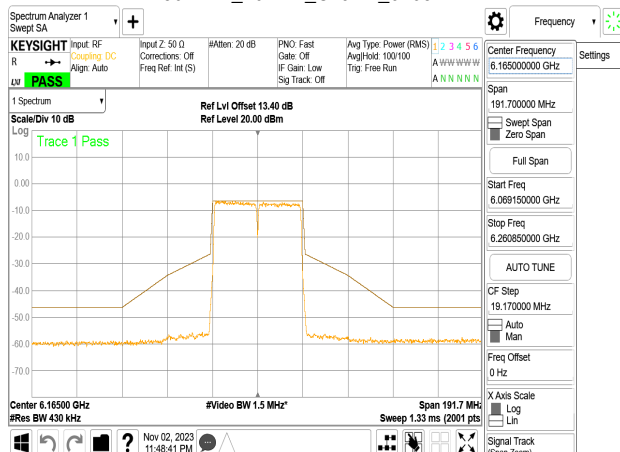 Spectrum Analyzer 1
Swept SA
Frequency
KEYSIGHT
R
LXI
PASS
Input: RF
Coupling: DC
Align: Auto
Input Z: 50 Ω
Corrections: Off
Freq Ref: Int (S)
#Atten: 20 dB
PNO: Fast
Gate: Off
IF Gain: Low
Sig Track: Off
Avg Type: Power (RMS)
Avg|Hold: 100/100
Trig: Free Run
1 2 3 4 5 6
A W W W W W
A N N N N N
1 Spectrum
Scale/Div 10 dB
Ref Lvl Offset 13.40 dB
Ref Level 20.00 dBm
Log
Trace 1 Pass
10.0
0.00
-10.0
-20.0
-30.0
-40.0
-50.0
-60.0
-70.0
Center 6.16500 GHz
#Res BW 430 kHz
#Video BW 1.5 MHz*
Span 191.7 MHz
Sweep 1.33 ms (2001 pts)
?
Nov 02, 2023
11:48:41 PM
Center Frequency
6.165000000 GHz
Settings
Span
191.700000 MHz
Swept Span
Zero Span
Full Span
Start Freq
6.069150000 GHz
Stop Freq
6.260850000 GHz
AUTO TUNE
CF Step
19.170000 MHz
Auto
Man
Freq Offset
0 Hz
X Axis Scale
Log
Lin
Signal Track
(Span Zoom)